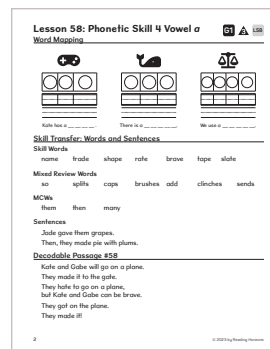 Lesson 58: Phonetic Skill 4 Vowel a
G1 LSB
Word Mapping
Kate has a _ _ _ _. There is a _ _ _ _ _. We use a _ _ _ _ _.
Skill Transfer: Words and Sentences
Skill Words
name trade shape rate brave tape slate
Mixed Review Words
so splits caps brushes add clinches sends
MCWs
them then many
Sentences
Jade gave them grapes.
Then, they made pie with plums.
Decodable Passage #58
Kate and Gabe will go on a plane.
They made it to the gate.
They hate to go on a plane,
but Kate and Gabe can be brave.
They got on the plane.
They made it!
2 © 2023 by Reading Horizons